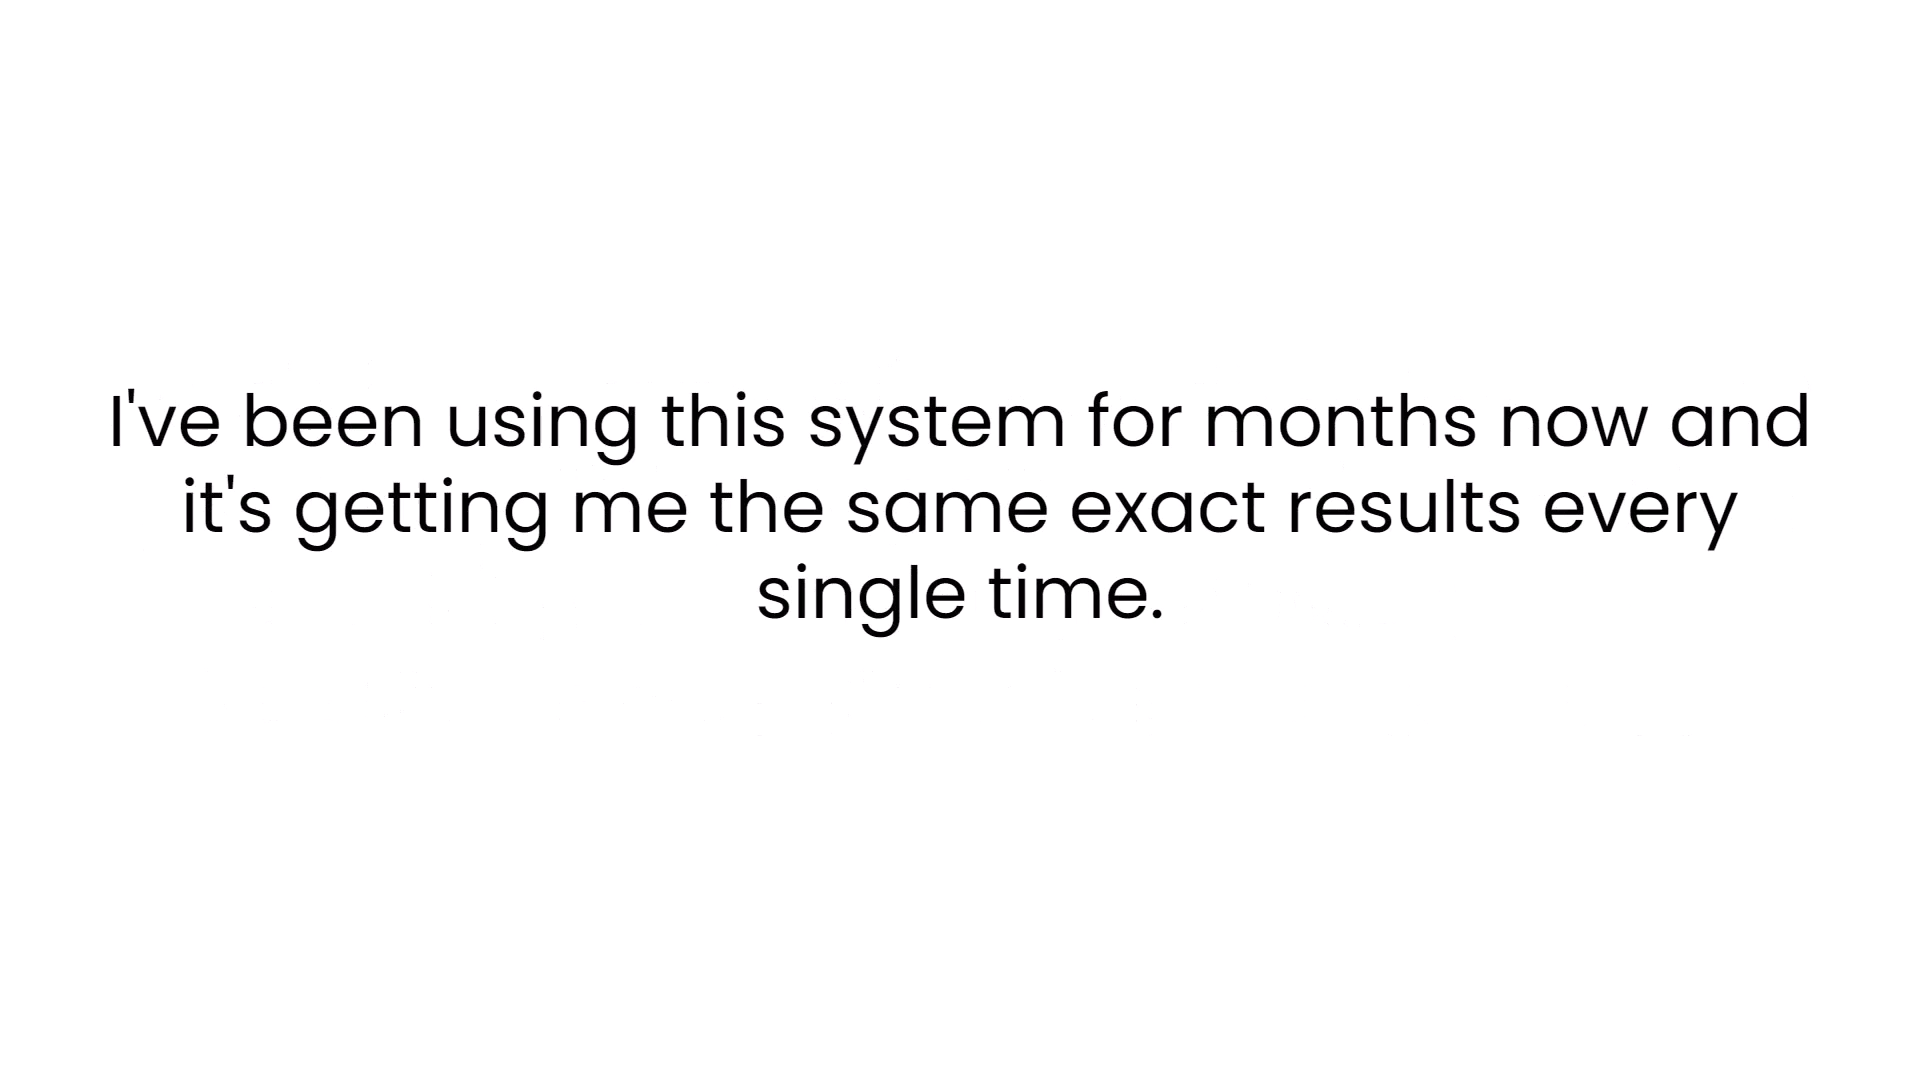 I've been using this system for months now and
it's getting me the same exact results every
single time.